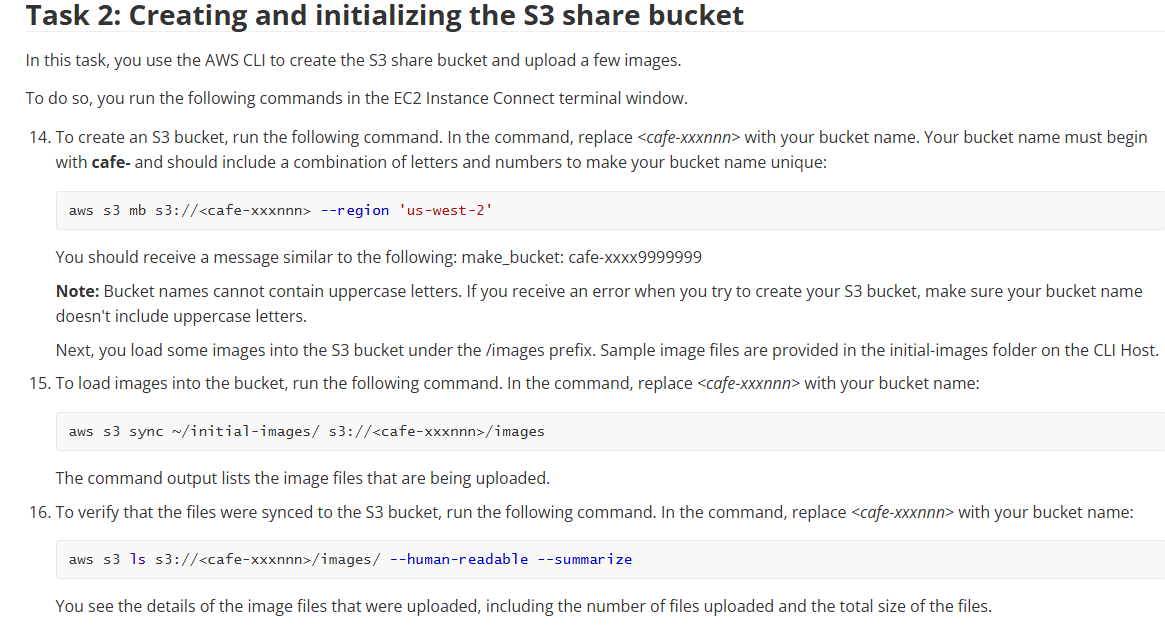 Task 2: Creating and initializing the S3 share bucket
In this task, you use the AWS CLI to create the S3 share bucket and upload a few images.
To do so, you run the following commands in the EC2 Instance Connect terminal window.
14. To create an S3 bucket, run the following command. In the command, replace <cafe-xxxnnn> with your bucket name. Your bucket name must begin
with cafe- and should include a combination of letters and numbers to make your bucket name unique:
aws s3 mb s3://<cafe-xxxnnn> --region 'us-west-2'
You should receive a message similar to the following: make_bucket: cafe-xxxx9999999
Note: Bucket names cannot contain uppercase letters. If you receive an error when you try to create your S3 bucket, make sure your bucket name
doesn't include uppercase letters.
Next, you load some images into the S3 bucket under the /images prefix. Sample image files are provided in the initial-images folder on the CLI Host.
15. To load images into the bucket, run the following command. In the command, replace <cafe-xxxnnn> with your bucket name:
aws s3 sync ~/initial-images/ s3://<cafe-xxxnnn>/images
The command output lists the image files that are being uploaded.
16. To verify that the files were synced to the S3 bucket, run the following command. In the command, replace <cafe-xxxnnn> with your bucket name:
aws s3 ls s3://<cafe-xxxnnn>/images/ --human-readable --summarize
You see the details of the image files that were uploaded, including the number of files uploaded and the total size of the files.